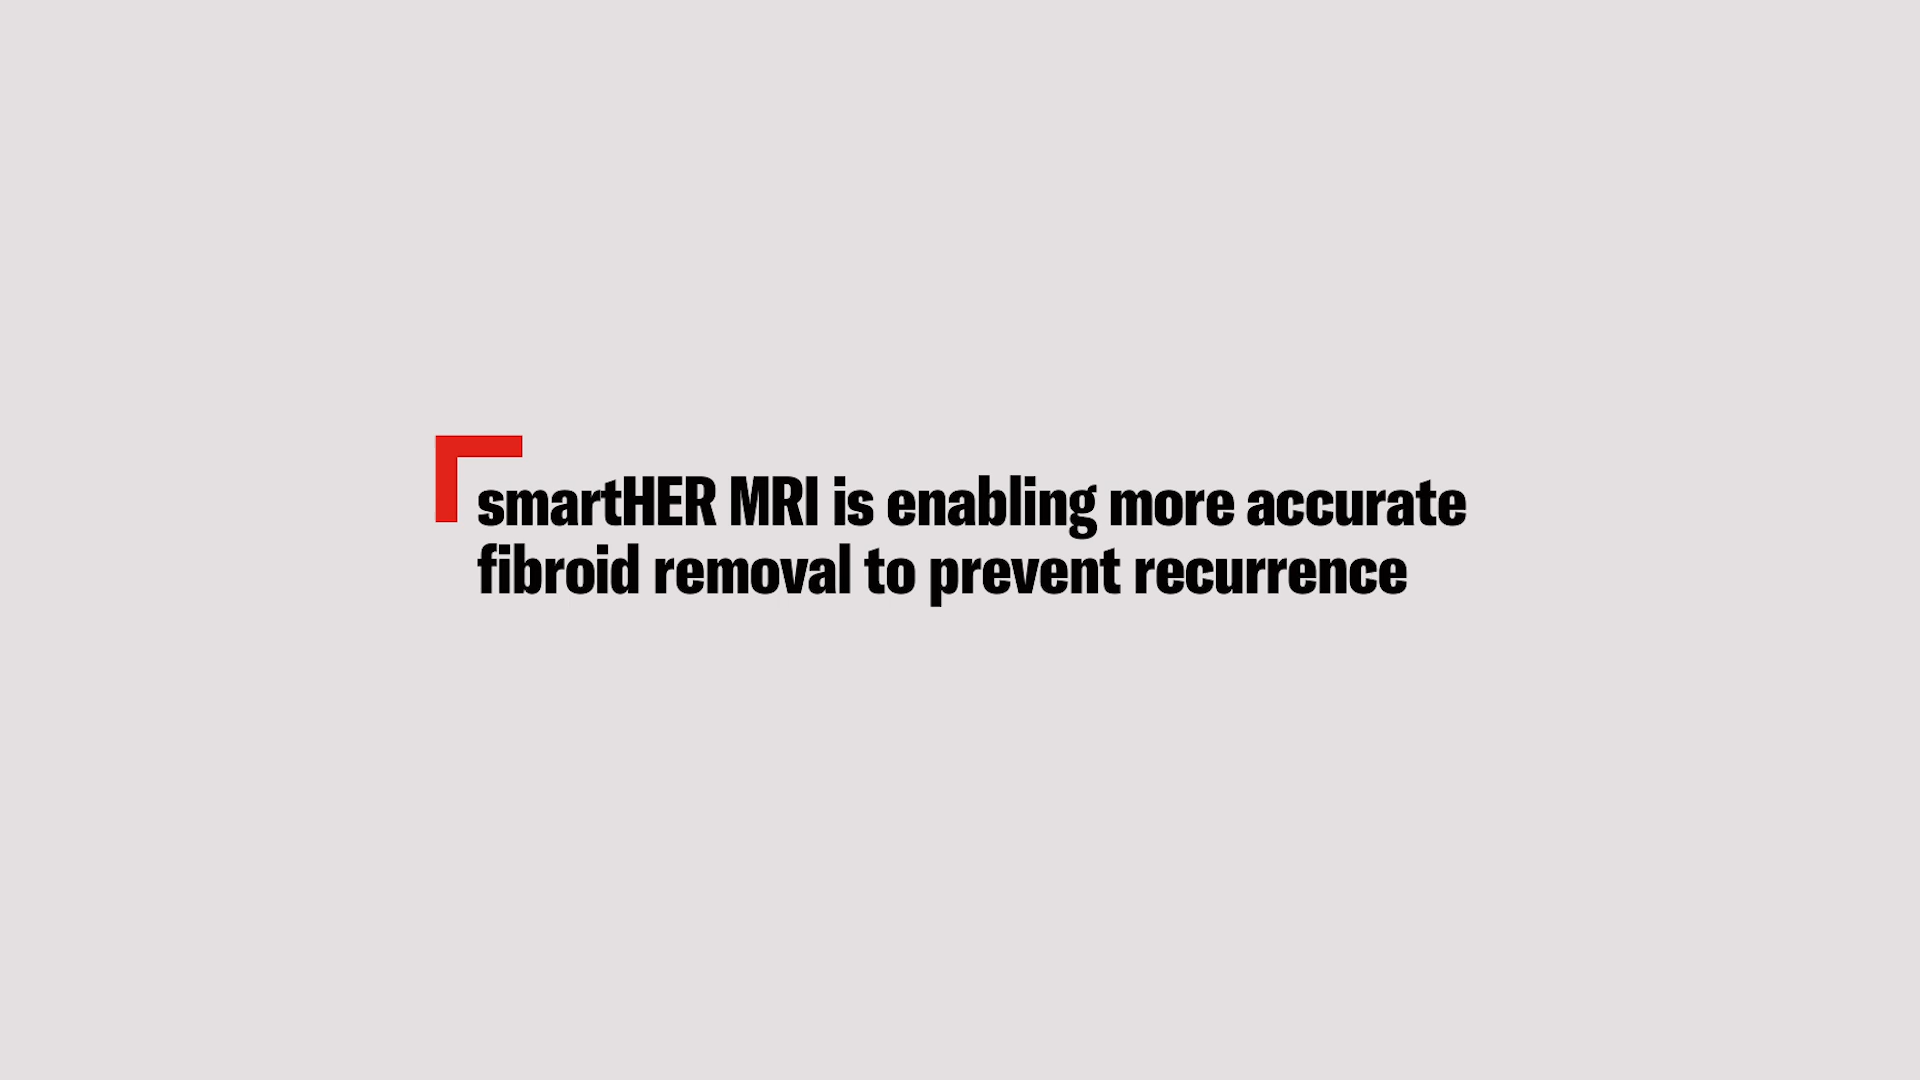 smartHER MRI is enabling more accurate
fibroid removal to prevent recurrence